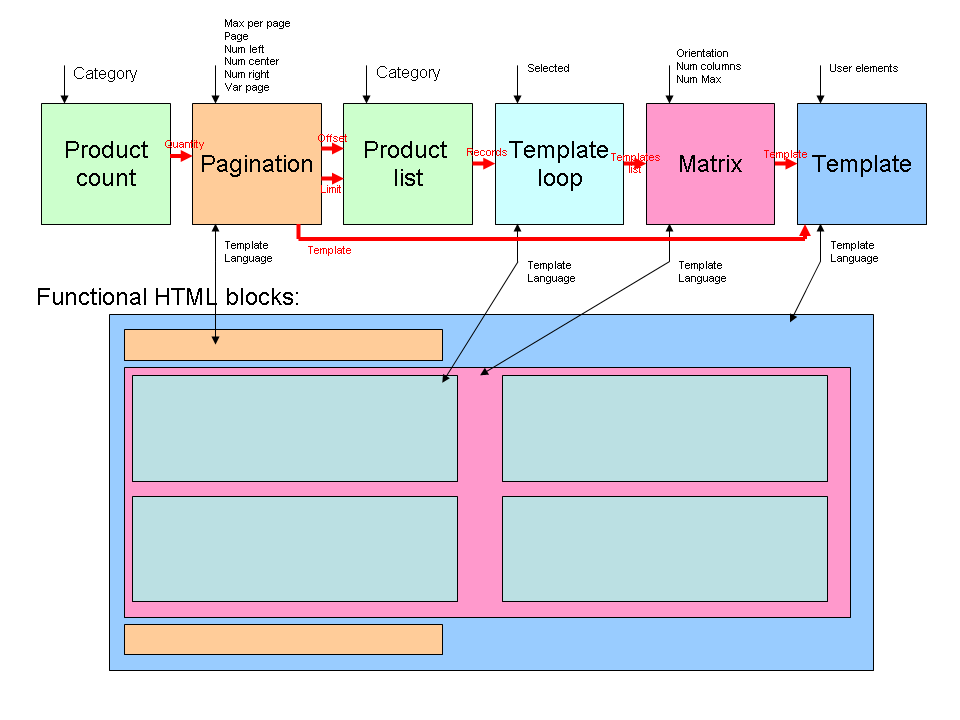 Max per page
Page
Num left
Num center
Num right
Var page
Category
Category
Selected
Orientation
Num columns
Num Max
User elements
Product
count
Quantity
Pagination
Offset
Limit
Product
list
Records
Template
loop
Templates
list
Matrix
Template
Template
Template
Language
Template
Template
Language
Template
Language
Template
Language
Functional HTML blocks: